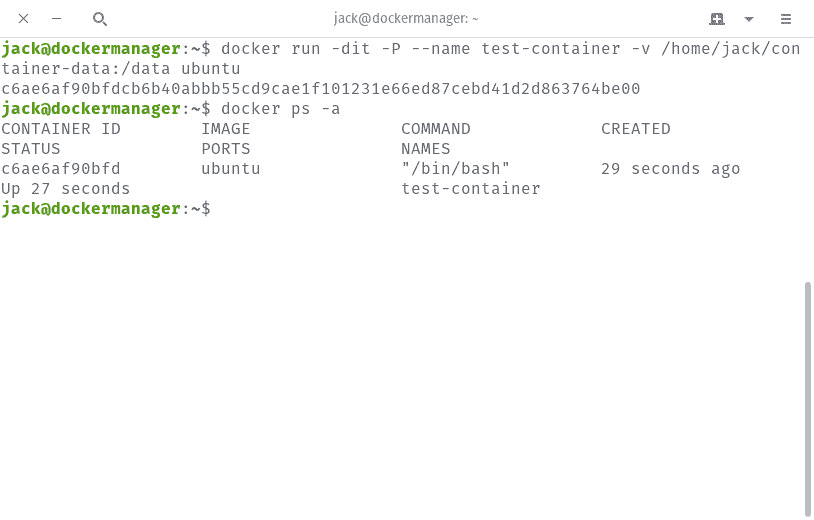 jack@dockermanager: ~
jack@dockermanager:~$ docker run -dit -P --name test-container -v /home/jack/con
tainer-data:/data ubuntu
c6ae6af90bfdcb6b40abbb55cd9cae1f101231e66ed87cebd41d2d863764be00
jack@dockermanager:~$ docker ps -a
CONTAINER ID        IMAGE               COMMAND             CREATED
STATUS              PORTS               NAMES
c6ae6af90bfd        ubuntu              "/bin/bash"         29 seconds ago
Up 27 seconds                           test-container
jack@dockermanager:~$